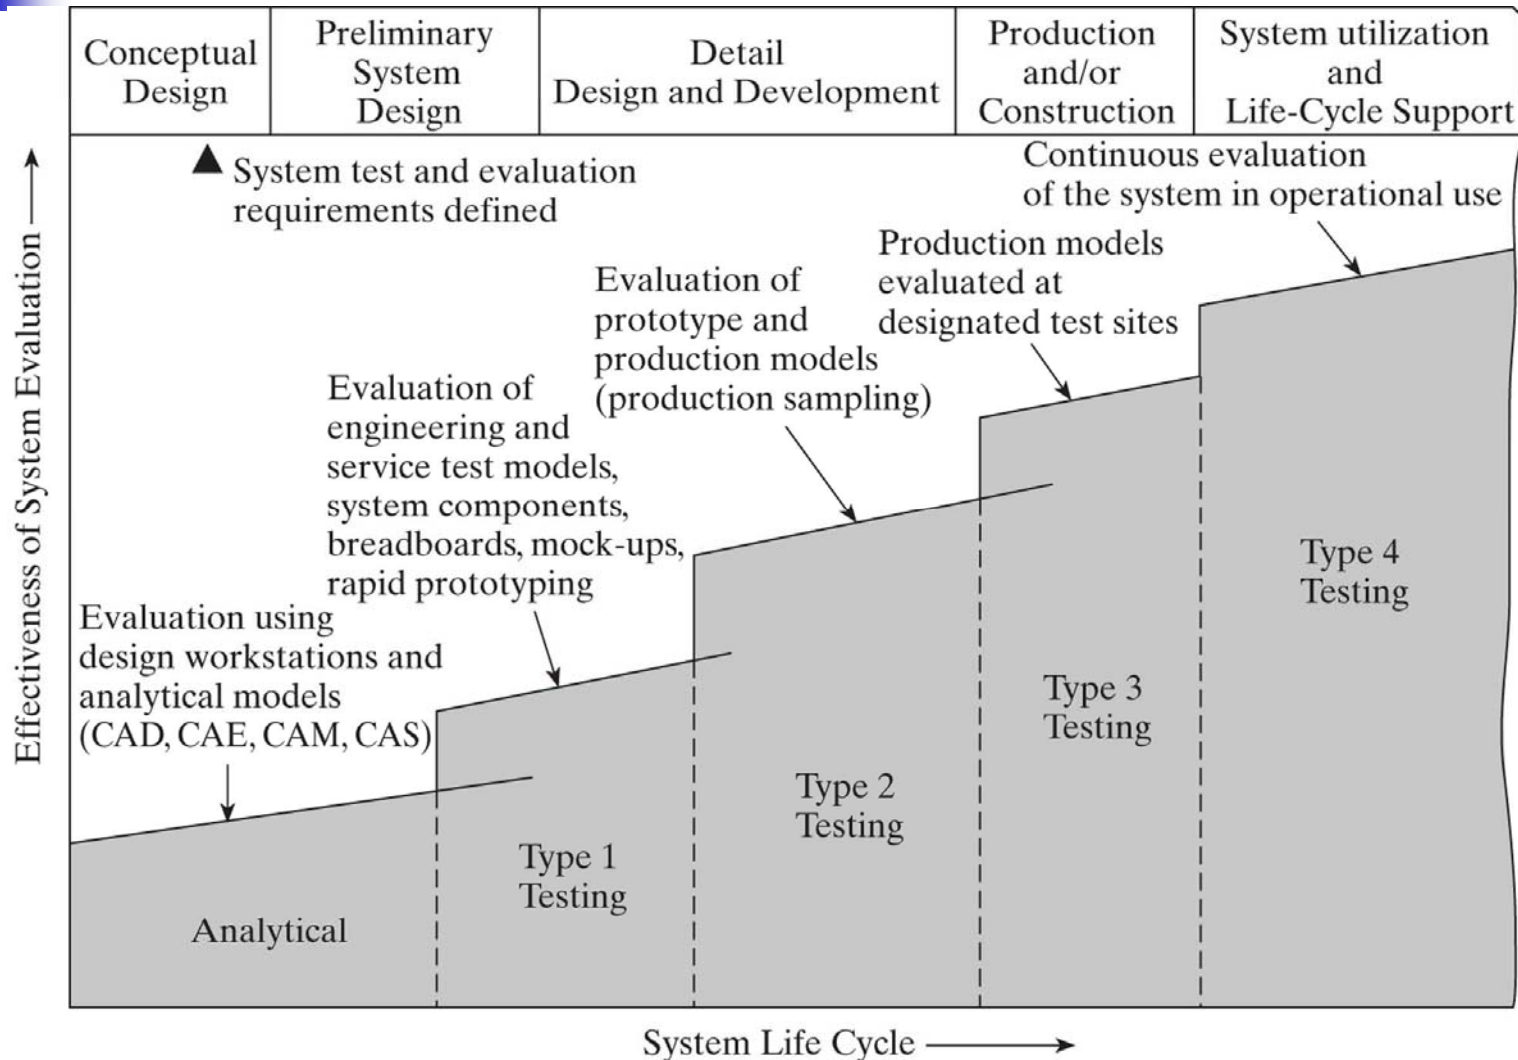 Conceptual
Design
Preliminary
System
Design
Detail
Design and Development
Production
and/or
Construction
System utilization
and
Life-Cycle Support
System test and evaluation
requirements defined
Continuous evaluation
of the system in operational use
Production models
evaluated at
designated test sites
Evaluation of
prototype and
production models
(production sampling)
Evaluation of
engineering and
service test models,
system components,
breadboards, mock-ups,
rapid prototyping
Evaluation using
design workstations and
analytical models
(CAD, CAE, CAM, CAS)
Analytical
Type 1
Testing
Type 2
Testing
Type 3
Testing
Type 4
Testing
Effectiveness of System Evaluation
System Life Cycle